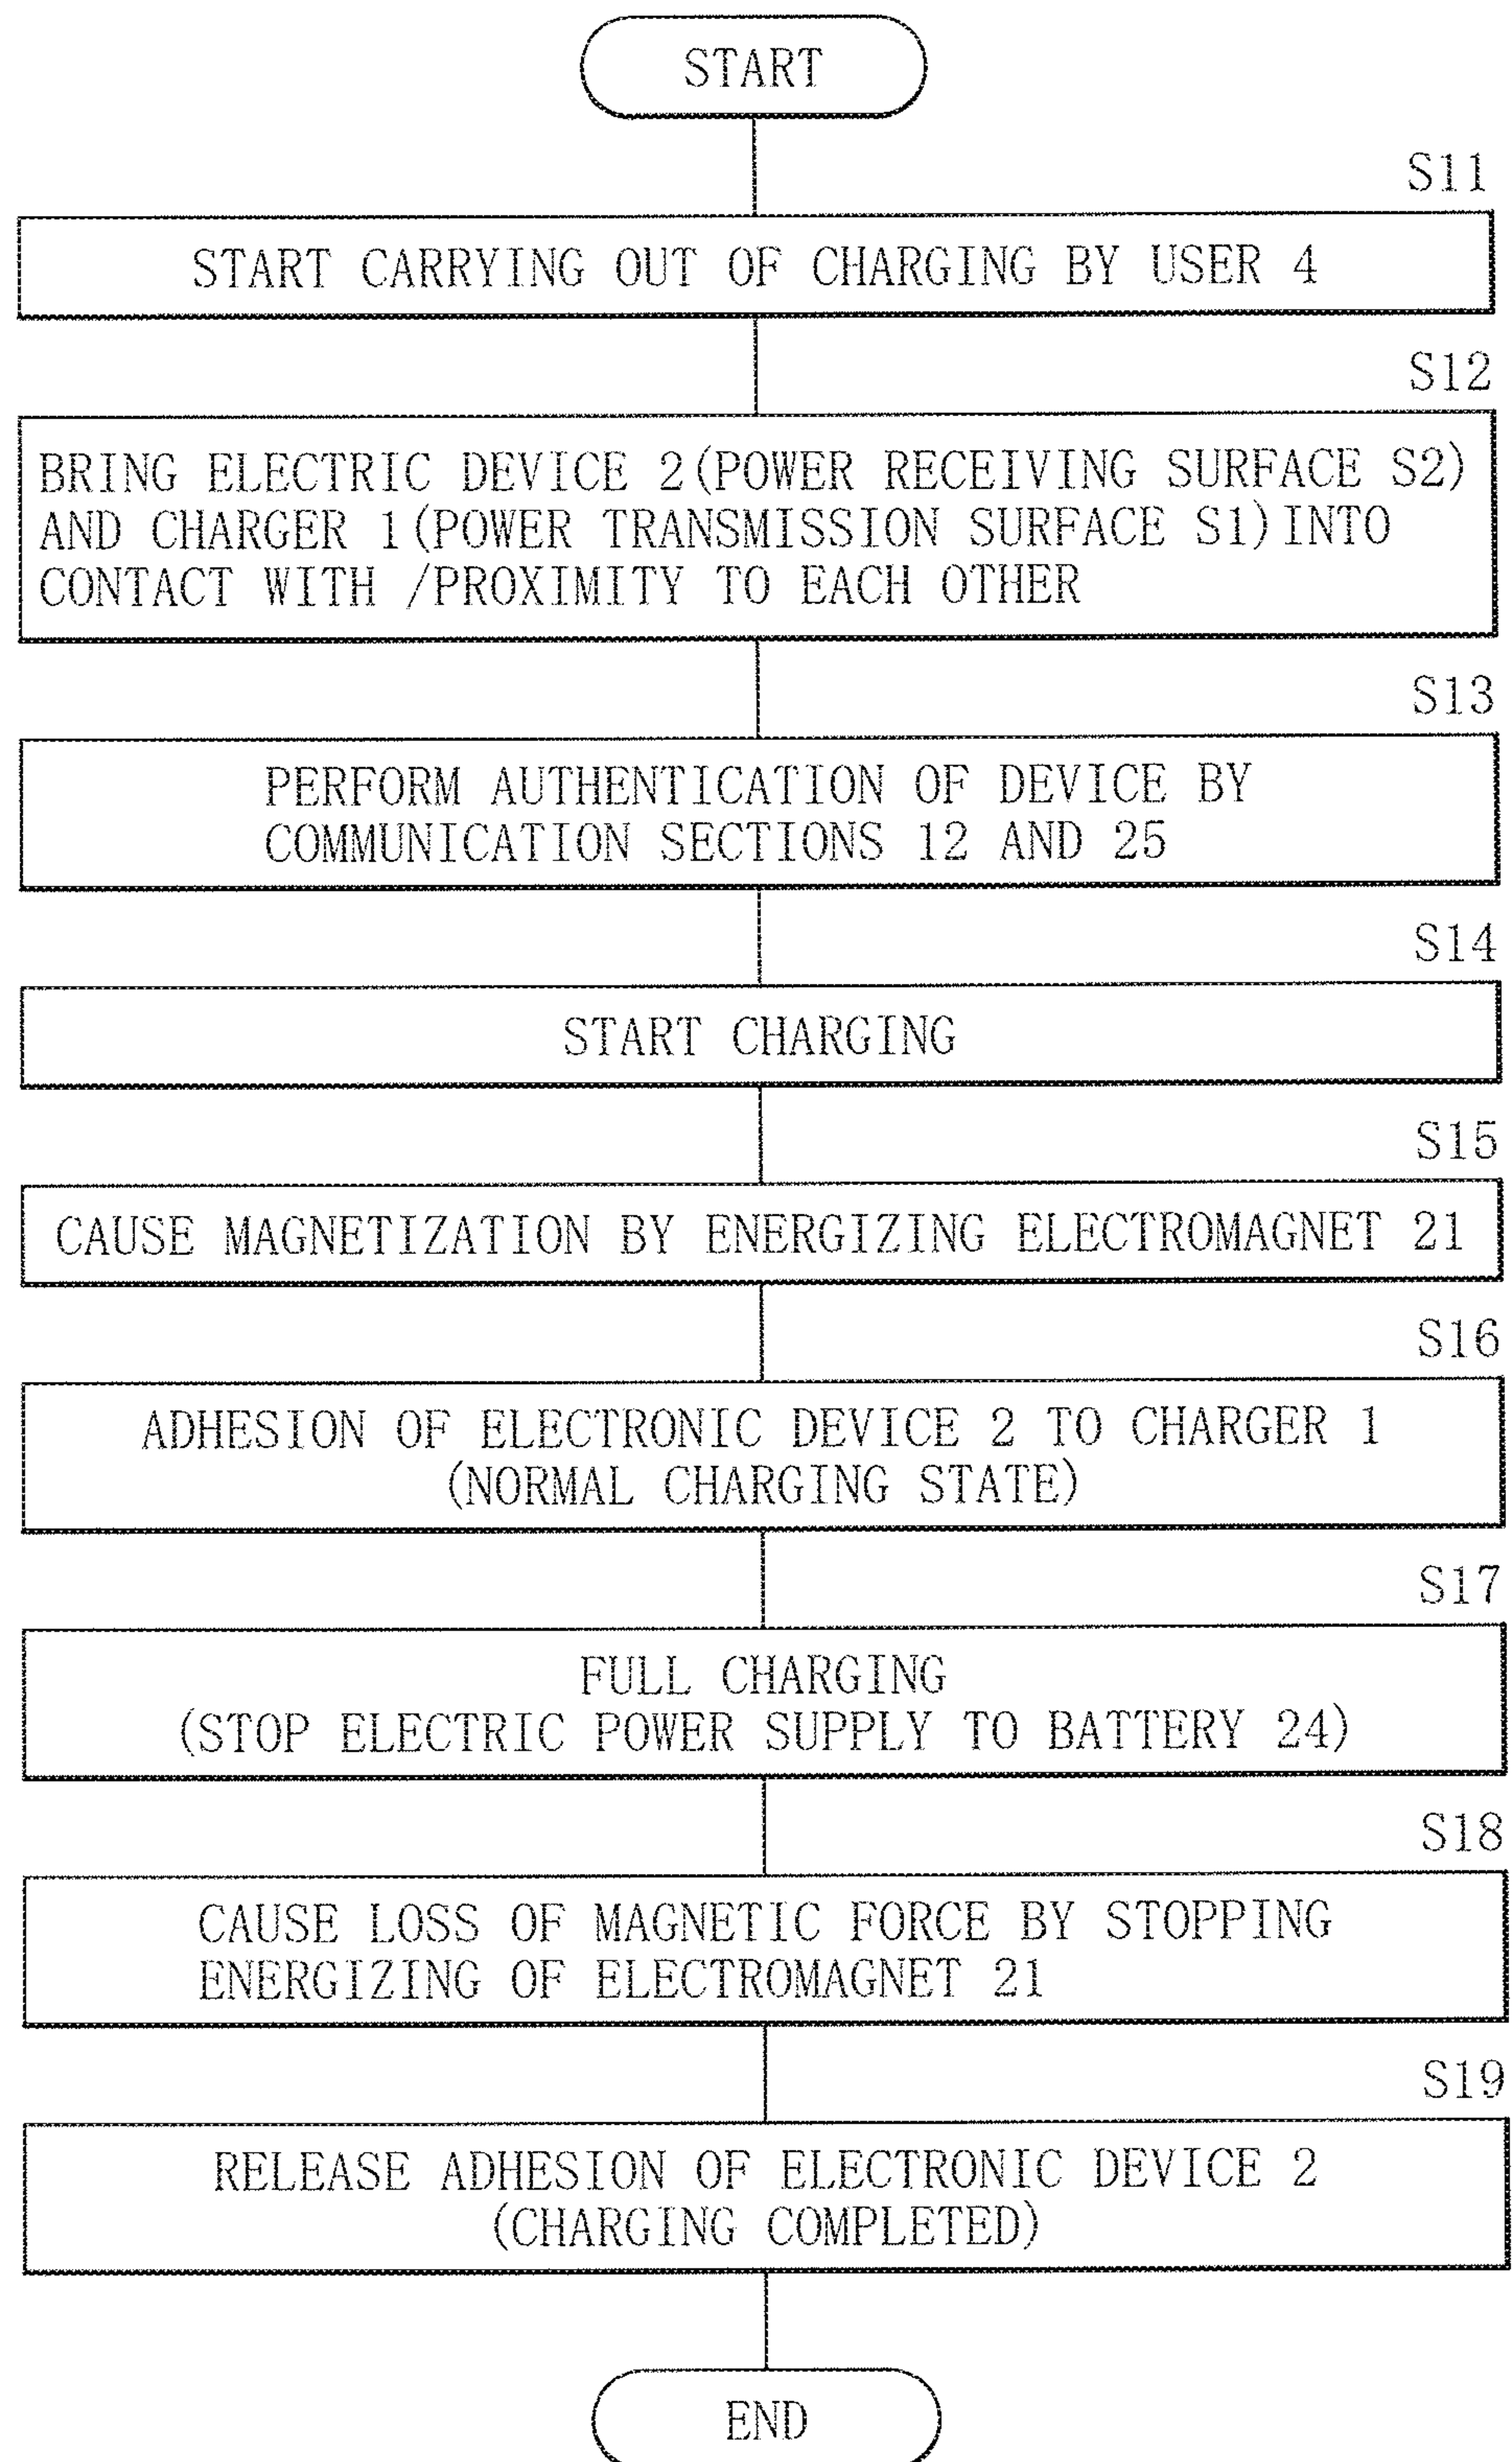 START
S11
START CARRYING OUT OF CHARGING BY USER 4
S12
BRING ELECTRIC DEVICE 2(POWER RECEIVING SURFACE S2)
AND CHARGER 1(POWER TRANSMISSION SURFACE S1)INTO
CONTACT WITH /PROXIMITY TO EACH OTHER
S13
PERFORM AUTHENTICATION OF DEVICE BY
COMMUNICATION SECTIONS 12 AND 25
S14
START CHARGING
S15
CAUSE MAGNETIZATION BY ENERGIZING ELECTROMAGNET 21
S16
ADHESION OF ELECTRONIC DEVICE 2 TO CHARGER 1
(NORMAL CHARGING STATE)
S17
FULL CHARGING
(STOP ELECTRIC POWER SUPPLY TO BATTERY 24)
S18
CAUSE LOSS OF MAGNETIC FORCE BY STOPPING
ENERGIZING OF ELECTROMAGNET 21
S19
RELEASE ADHESION OF ELECTRONIC DEVICE 2
(CHARGING COMPLETED)
END